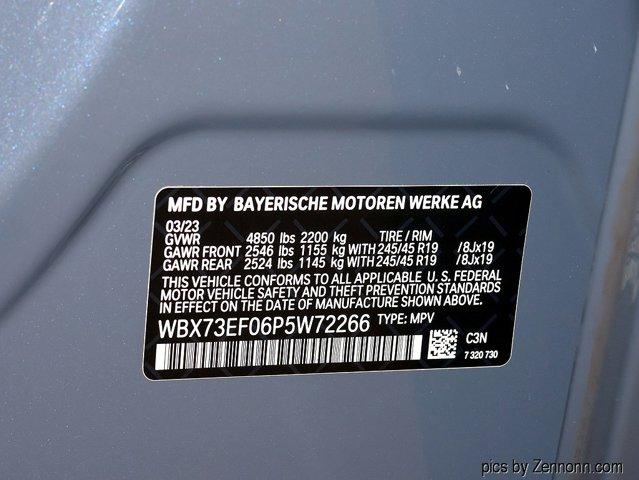 MFD BY BAYERISCHE MOTOREN WERKE AG
03/23
GVWR 4850 lbs 2200 kg TIRE / RIM
GAWR FRONT 2546 lbs 1155 kg WITH 245/45 R19 /8Jx19
GAWR REAR 2524 lbs 1145 kg WITH 245/45 R19 /8Jx19
THIS VEHICLE CONFORMS TO ALL APPLICABLE U. S. FEDERAL
MOTOR VEHICLE SAFETY AND THEFT PREVENTION STANDARDS
IN EFFECT ON THE DATE OF MANUFACTURE SHOWN ABOVE.
WBX73EF06P5W72266 TYPE: MPV
C3N
7 320 730
pics by Zennonn.com